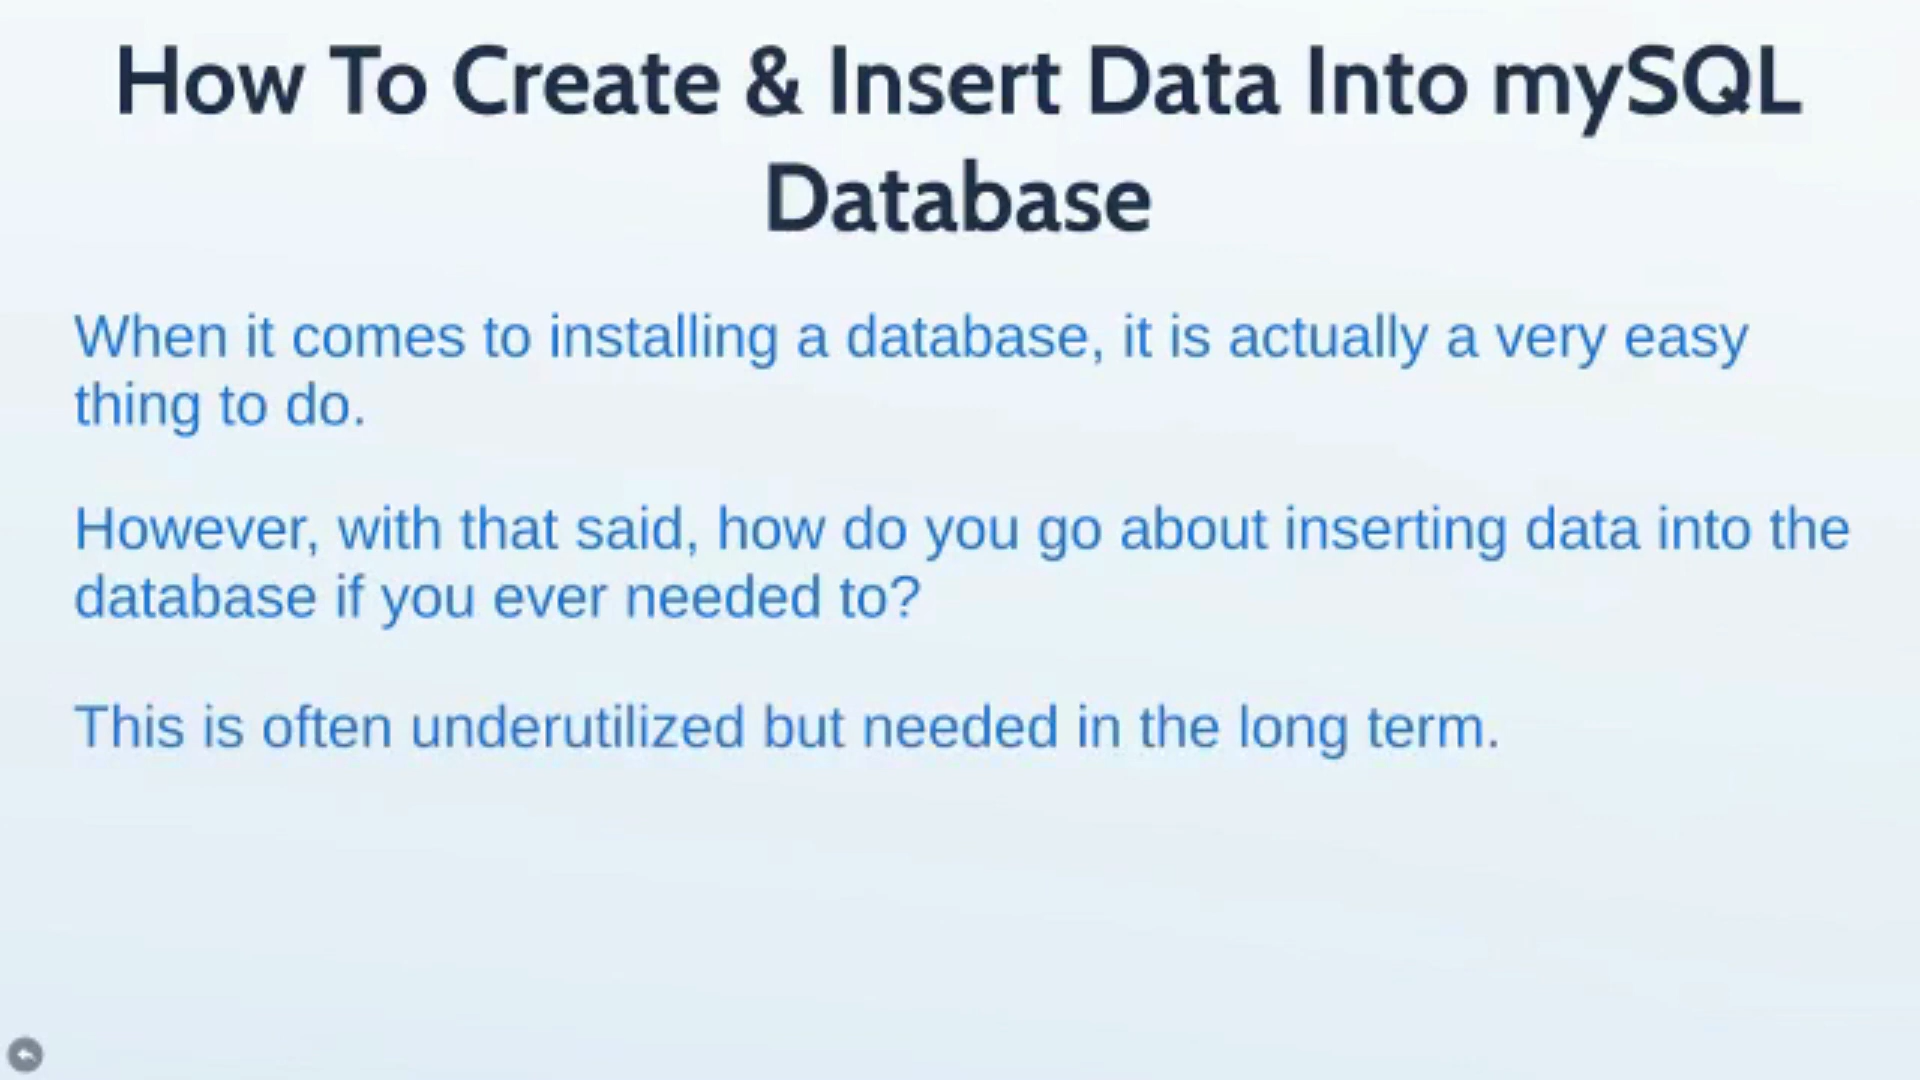 How To Create & Insert Data Into mySQL
Database
When it comes to installing a database, it is actually a very easy
thing to do.
However, with that said, how do you go about inserting data into the
database if you ever needed to?
This is often underutilized but needed in the long term.